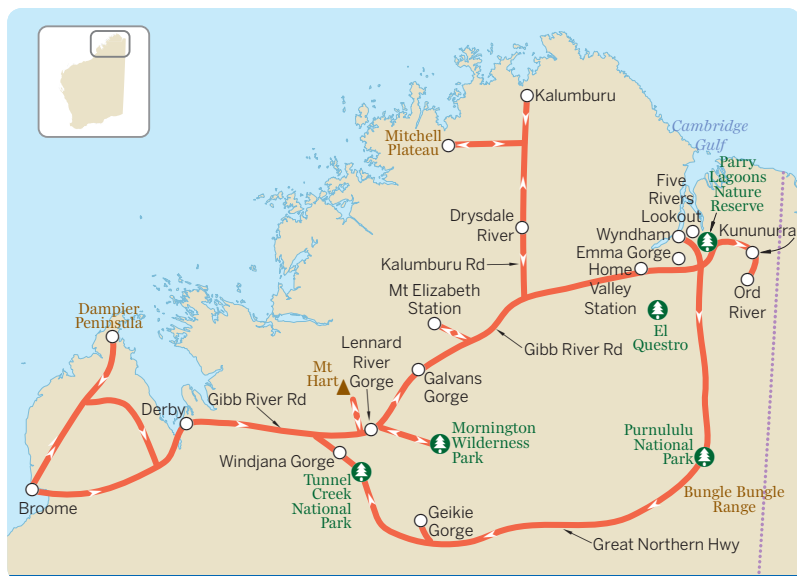 Kalumburu
Cambridge
Gulf
Mitchell
Plateau
Parry
Lagoons
Nature
Reserve
Five
Rivers
Lookout
Drysdale
River
Wyndham
Kununurra
Emma Gorge
Kalumburu Rd
Home
Valley
Station
Mt Elizabeth
Station
Ord
River
Dampier
Peninsula
El
Questro
Lennard
River
Gorge
Gibb River Rd
Mt
Hart
Galvans
Gorge
Derby
Gibb River Rd
Mornington
Wilderness
Park
Purnululu
National
Park
Windjana Gorge
Tunnel
Creek
National
Park
Bungle Bungle
Range
Broome
Geikie
Gorge
Great Northern Hwy